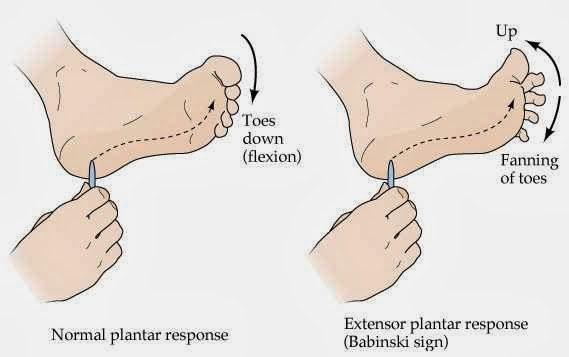 Toes
down
(flexion)
Normal plantar response
Up
Fanning
of toes
Extensor plantar response
(Babinski sign)